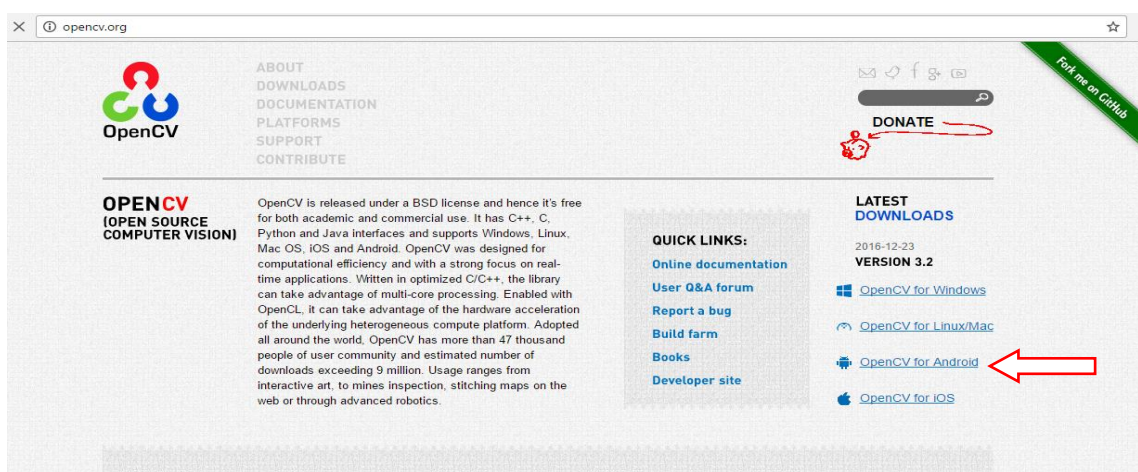 opencv.org
OpenCV
ABOUT
DOWNLOADS
DOCUMENTATION
PLATFORMS
SUPPORT
CONTRIBUTE
DONATE
Fork me on GitHub
OPENCV
(OPEN SOURCE
COMPUTER VISION)
OpenCV is released under a BSD license and hence it's free
for both academic and commercial use. It has C++, C,
Python and Java interfaces and supports Windows, Linux,
Mac OS, iOS and Android. OpenCV was designed for
computational efficiency and with a strong focus on real-
time applications. Written in optimized C/C++, the library
can take advantage of multi-core processing. Enabled with
OpenCL, it can take advantage of the hardware acceleration
of the underlying heterogeneous compute platform. Adopted
all around the world, OpenCV has more than 47 thousand
people of user community and estimated number of
downloads exceeding 9 million. Usage ranges from
interactive art, to mines inspection, stitching maps on the
web or through advanced robotics.
QUICK LINKS:
Online documentation
User Q&A forum
Report a bug
Build farm
Books
Developer site
LATEST
DOWNLOADS
2016-12-23
VERSION 3.2
OpenCV for Windows
OpenCV for Linux/Mac
OpenCV for Android
OpenCV for iOS